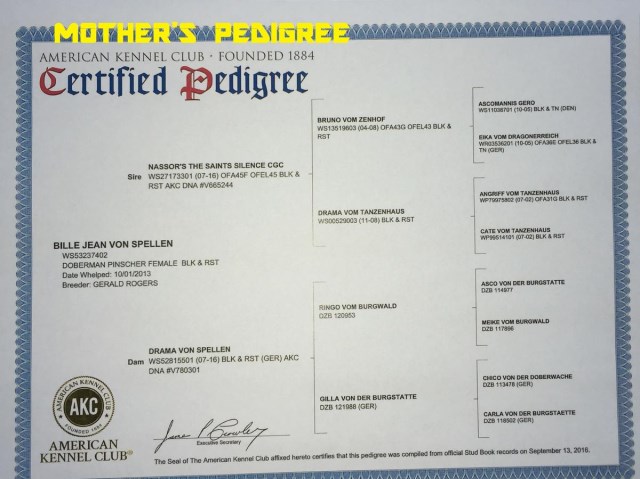 MOTHER'S PEDIGREE
AMERICAN KENNEL CLUB · FOUNDED 1884
Certified Pedigree
ASCOMANNIS GERO
WS11038701 (10-05) BLK & TN (DEN)
BRUNO VOM ZENHOF
WS13519603 (04-08) OFA43G OFEL43 BLK &
RST
EIKA VOM DRAGONERREICH
WR03536201 (10-05) OFA36E OFEL36 BLK &
TN (GER)
NASSOR'S THE SAINTS SILENCE CGC
Sire WS27173301 (07-16) OFA45F OFEL45 BLK &
RST AKC DNA #V665244
ANGRIFF VOM TANZENHAUS
WP79975802 (07-02) OFA31G BLK & RST
DRAMA VOM TANZENHAUS
WS00529003 (11-08) BLK & RST
CATE VOM TANZENHAUS
WP99514101 (07-02) BLK & RST
BILLE JEAN VON SPELLEN
WS53237402
DOBERMAN PINSCHER FEMALE BLK & RST
Date Whelped: 10/01/2013
Breeder: GERALD ROGERS
ASCO VON DER BURGSTATTE
DZB 114977
RINGO VOM BURGWALD
DZB 120953
MEIKE VOM BURGWALD
DZB 117896
DRAMA VON SPELLEN
Dam WS52815501 (07-16) BLK & RST (GER) AKC
DNA #V780301
CHICO VON DER DOBERWACHE
DZB 113478 (GER)
GILLA VON DER BURGSTATTE
DZB 121988 (GER)
CARLA VON DER BURGSTAETTE
DZB 118502 (GER)
AMERICAN KENNEL CLUB
AKC
FOUNDED 1884
AMERICAN
KENNEL CLUB®
Executive Secretary
The Seal of The American Kennel Club affixed hereto certifies that this pedigree was compiled from official Stud Book records on September 13, 2016.